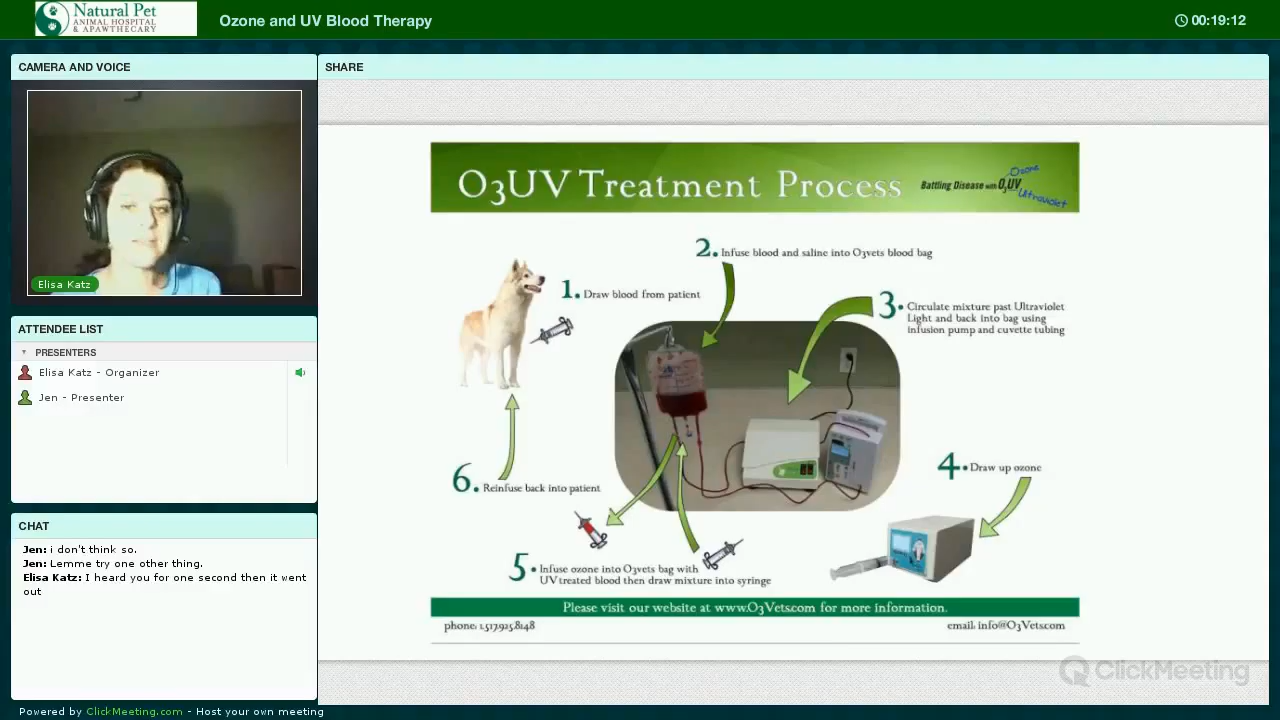 Natural Pet
ANIMAL HOSPITAL
& APAWTHECARY
Ozone and UV Blood Therapy
00:19:12
CAMERA AND VOICE
Elisa Katz
ATTENDEE LIST
PRESENTERS
Elisa Katz - Organizer
Jen - Presenter
CHAT
Jen: i don't think so.
Jen: Lemme try one other thing.
Elisa Katz: I heard you for one second then it went
out
Powered by ClickMeeting.com - Host your own meeting
SHARE
O3UV Treatment Process
Battling Disease with O3UV
Ozone
Ultraviolet
1. Draw blood from patient
2. Infuse blood and saline into O3vets blood bag
3. Circulate mixture past Ultraviolet
Light and back into bag using
infusion pump and cuvette tubing
4. Draw up ozone
5. Infuse ozone into O3vets bag with
UV treated blood then draw mixture into syringe
6. Reinfuse back into patient
Please visit our website at www.O3Vets.com for more information.
phone: 1.517.925.8148
email: info@O3Vets.com
ClickMeeting